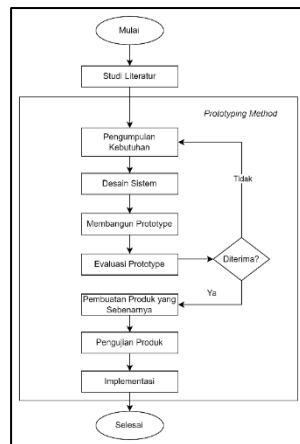 Mulai
Studi Literatur
Prototyping Method
Pengumpulan
Kebutuhan
Tidak
Desain Sistem
Membangun Prototype
Evaluasi Prototype
Diterima?
Ya
Pembuatan Produk yang
Sebenarnya
Pengujian Produk
Implementasi
Selesai